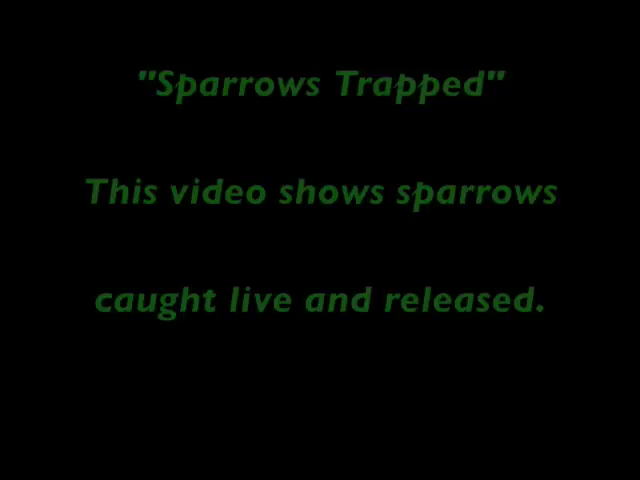 "Sparrows Trapped"
This video shows sparrows
caught live and released.